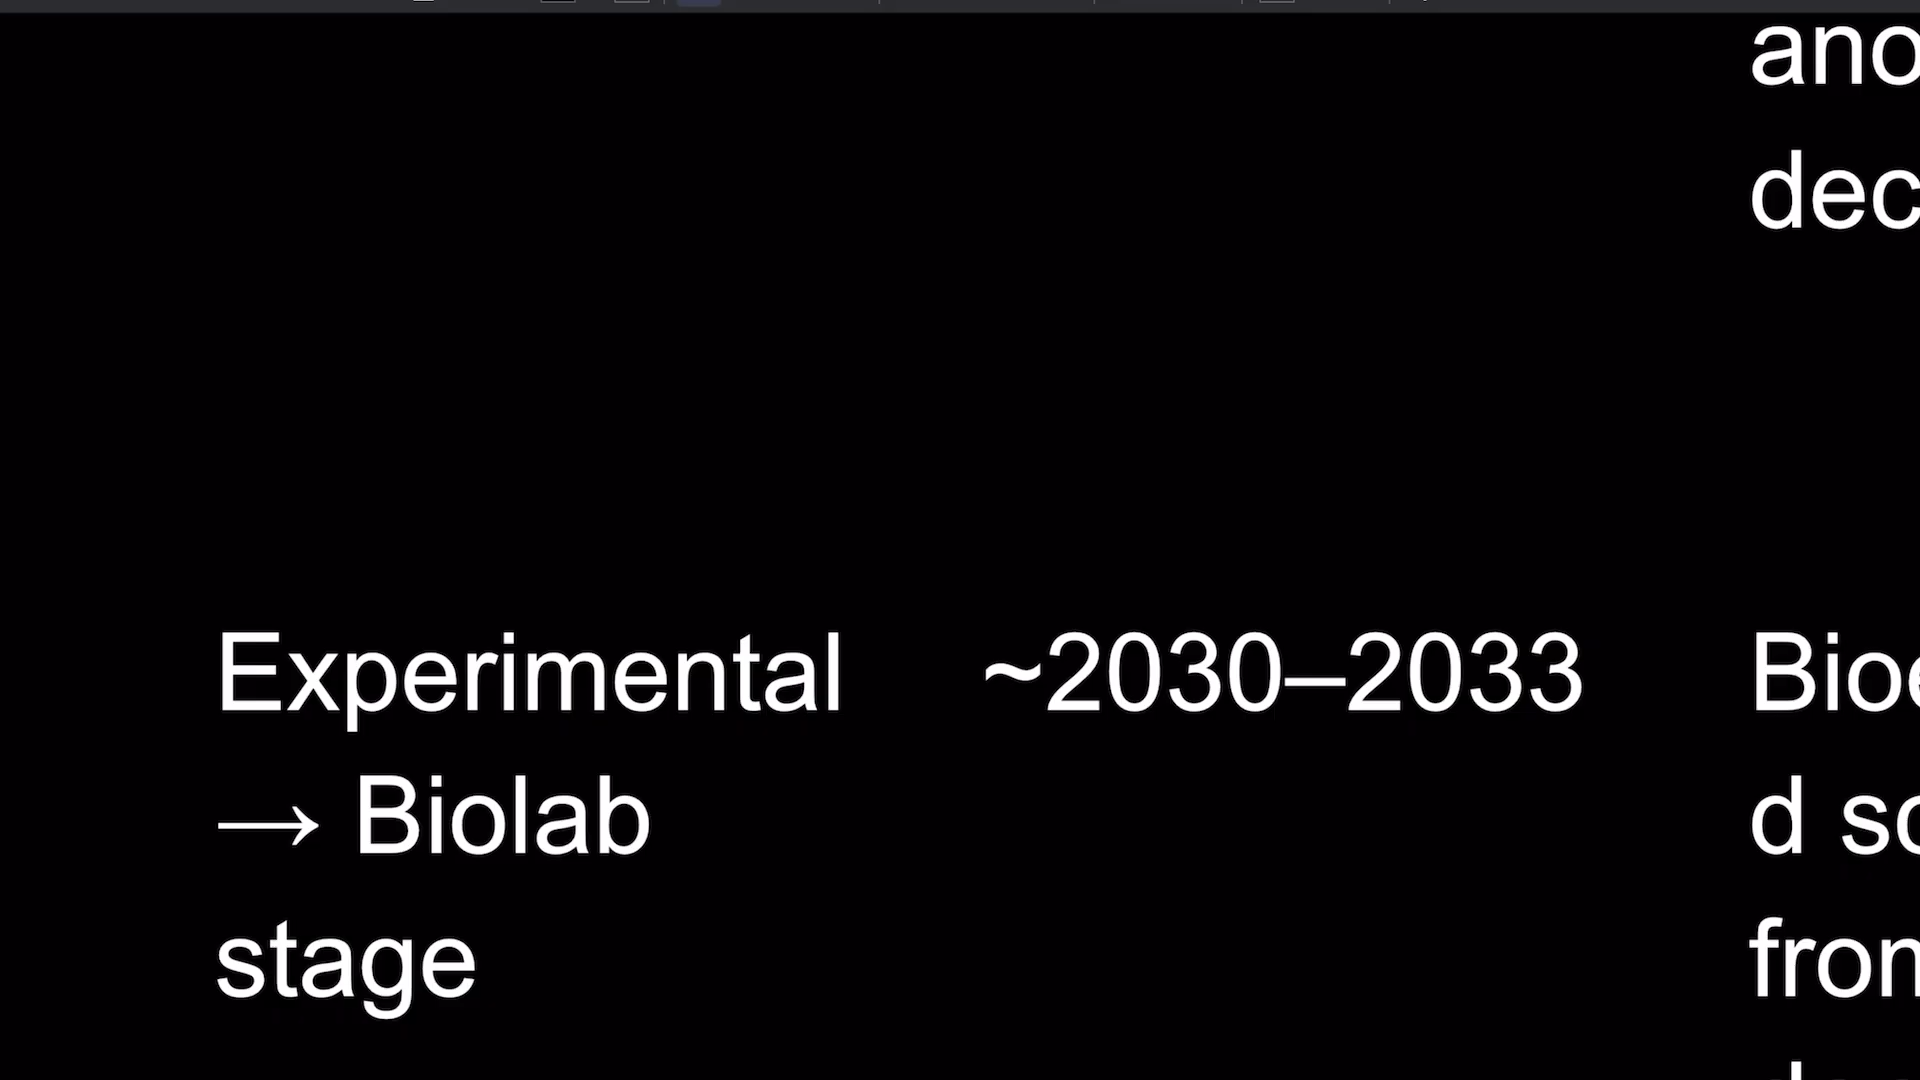 Experimental
→ Biolab
stage
~2030–2033
d